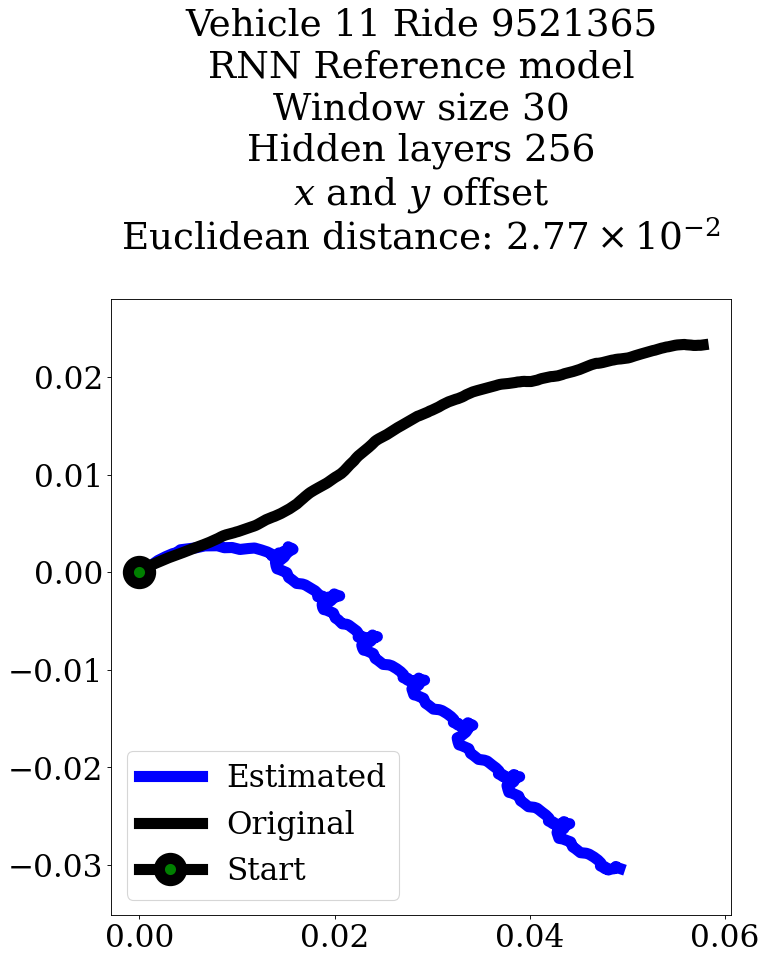 Vehicle 11 Ride 9521365
RNN Reference model
Window size 30
Hidden layers 256
x and y offset
Euclidean distance: 2.77 × 10⁻²
0.02
0.01
0.00
−0.01
−0.02
−0.03
Estimated
Original
Start
0.00 0.02 0.04 0.06